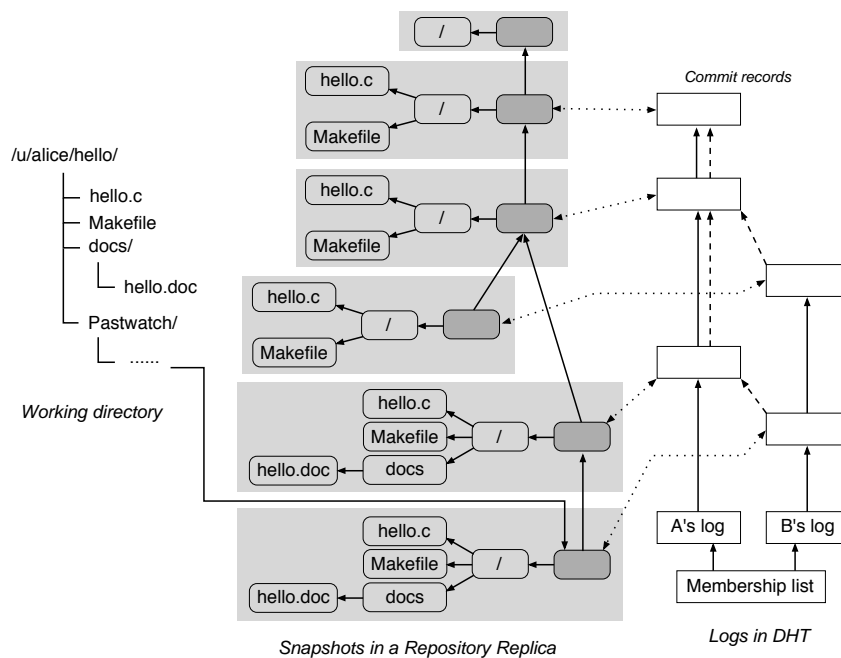 /
hello.c
/
Makefile
Commit records
/u/alice/hello/
hello.c
Makefile
docs/
hello.doc
Pastwatch/
......
Working directory
hello.c
/
Makefile
hello.c
/
Makefile
hello.c
Makefile
/
hello.doc
docs
hello.c
Makefile
/
hello.doc
docs
A's log
B's log
Membership list
Snapshots in a Repository Replica
Logs in DHT